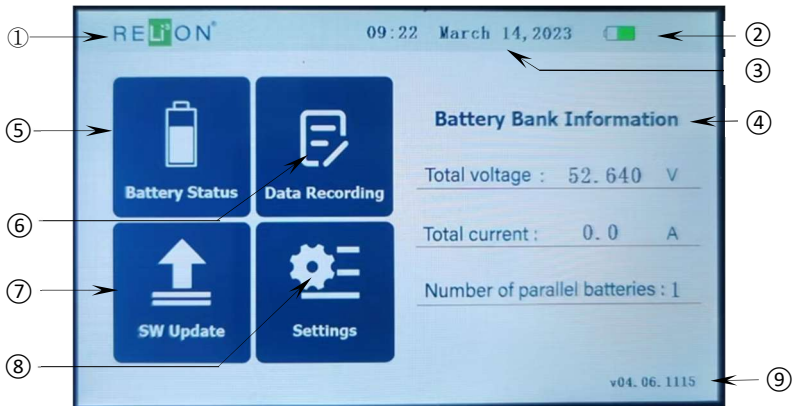 ① RELi³ON® 09:22 March 14,2023 ②
③
⑤ Battery Bank Information ④
Battery Status Data Recording
Total voltage : 52.640 V
⑥
Total current : 0.0 A
⑦
Number of parallel batteries : 1
SW Update Settings
⑧
v04.06.1115 ⑨